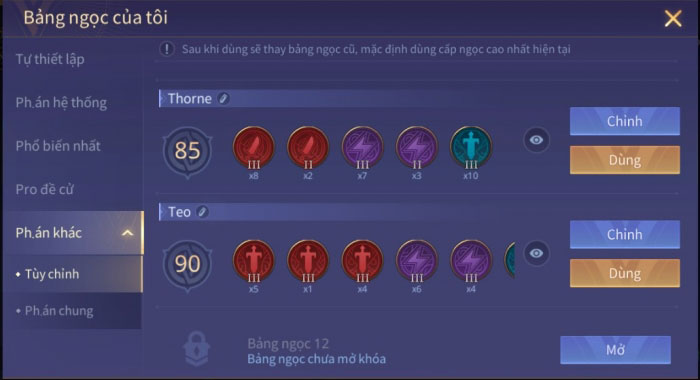 Bảng ngọc của tôi
Sau khi dùng sẽ thay bảng ngọc cũ, mặc định dùng cấp ngọc cao nhất hiện tại
Tự thiết lập
Ph.án hệ thống
Phổ biến nhất
Pro đề cử
Ph.án khác
Tùy chỉnh
Ph.án chung
Thorne
85
III
II
III
II
III
x8
x2
x7
x3
x10
Chỉnh
Dùng
Teo
90
III
III
III
III
III
x5
x1
x4
x6
x4
Chỉnh
Dùng
Bảng ngọc 12
Bảng ngọc chưa mở khóa
Mở